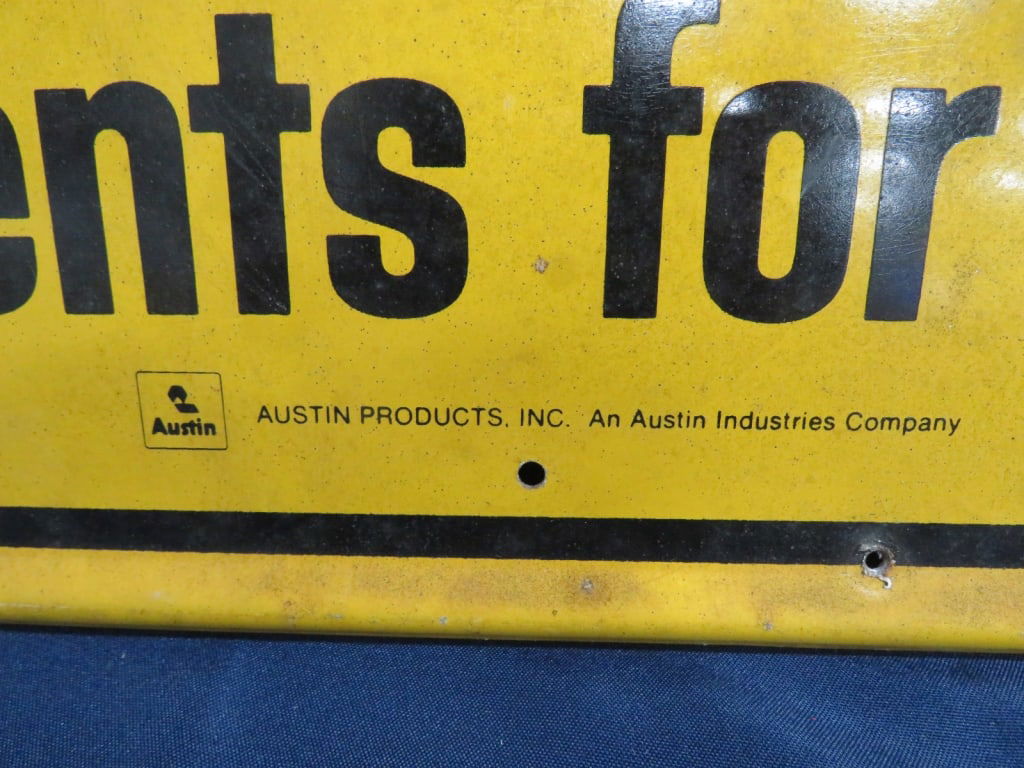 ents for
Austin
AUSTIN PRODUCTS, INC. An Austin Industries Company